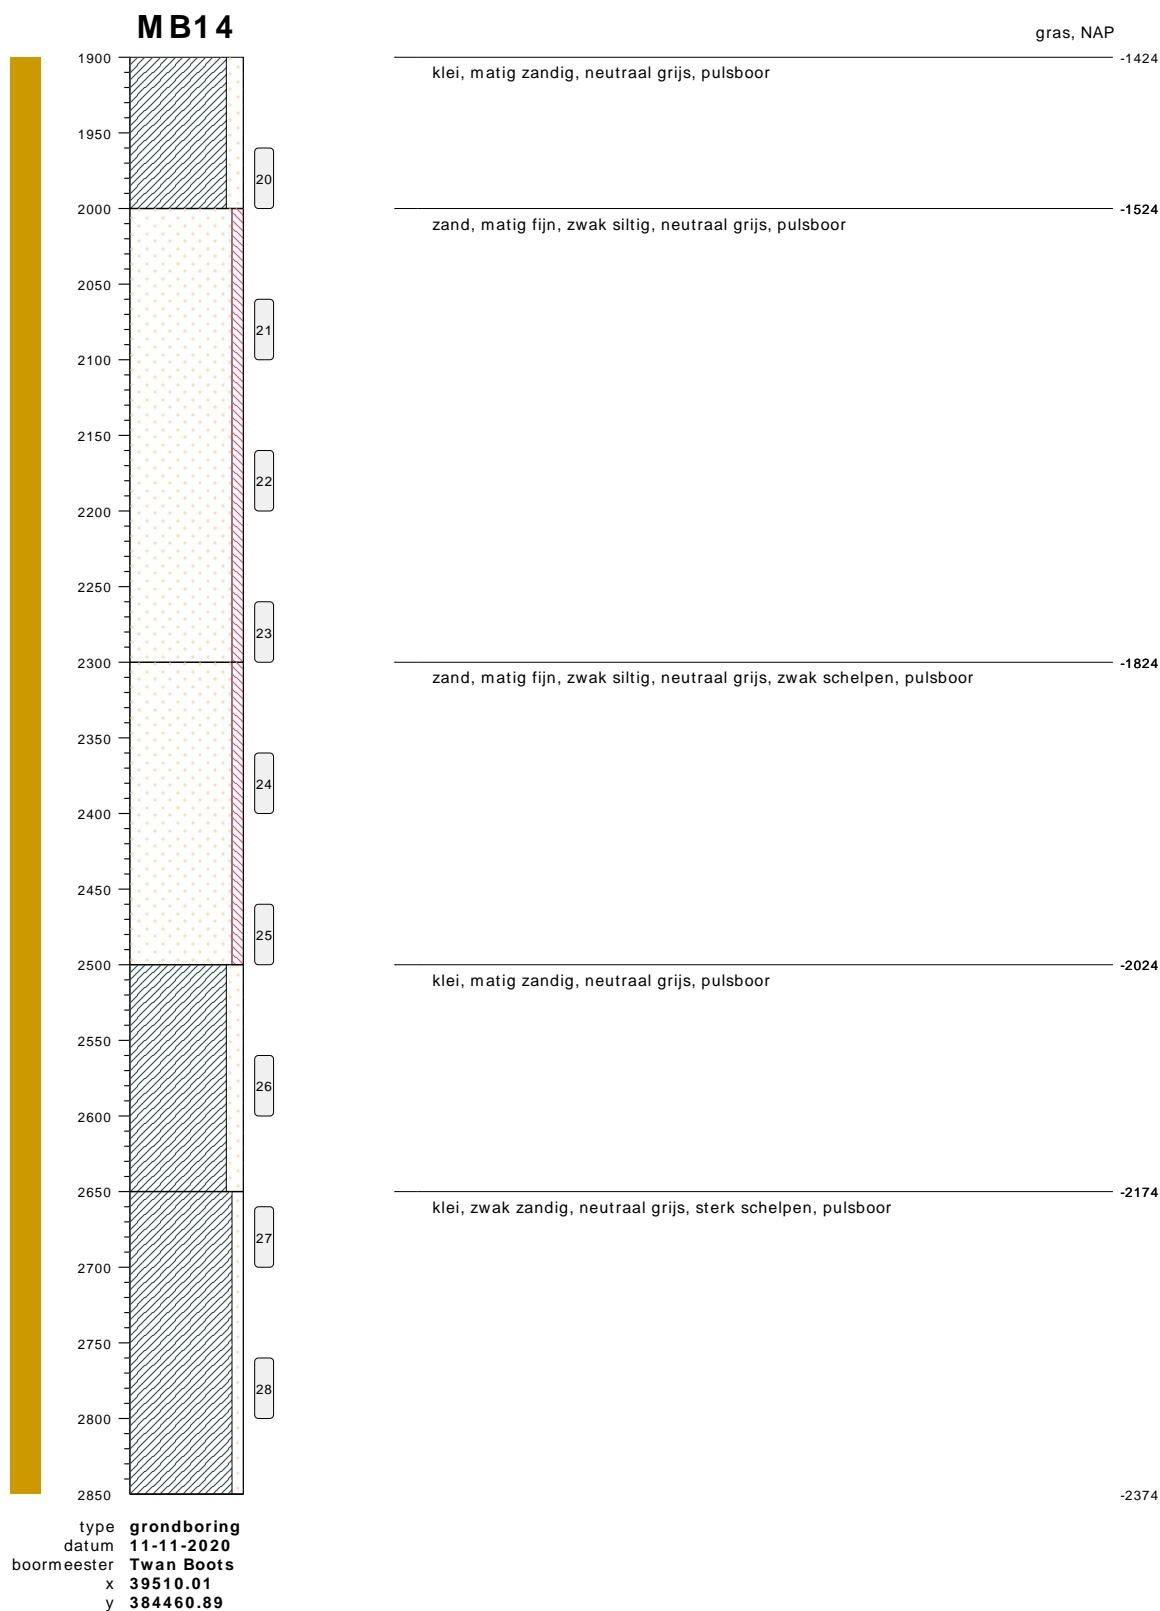 MB14
gras, NAP
1900
klei, matig zandig, neutraal grijs, pulsboor
-1424
1950
20
2000
zand, matig fijn, zwak siltig, neutraal grijs, pulsboor
-1524
2050
21
2100
2150
22
2200
2250
23
2300
zand, matig fijn, zwak siltig, neutraal grijs, zwak schelpen, pulsboor
-1824
2350
24
2400
2450
25
2500
klei, matig zandig, neutraal grijs, pulsboor
-2024
2550
26
2600
2650
klei, zwak zandig, neutraal grijs, sterk schelpen, pulsboor
-2174
27
2700
2750
28
2800
2850
-2374
type grondboring
datum 11-11-2020
boormeester Twan Boots
x 39510.01
y 384460.89